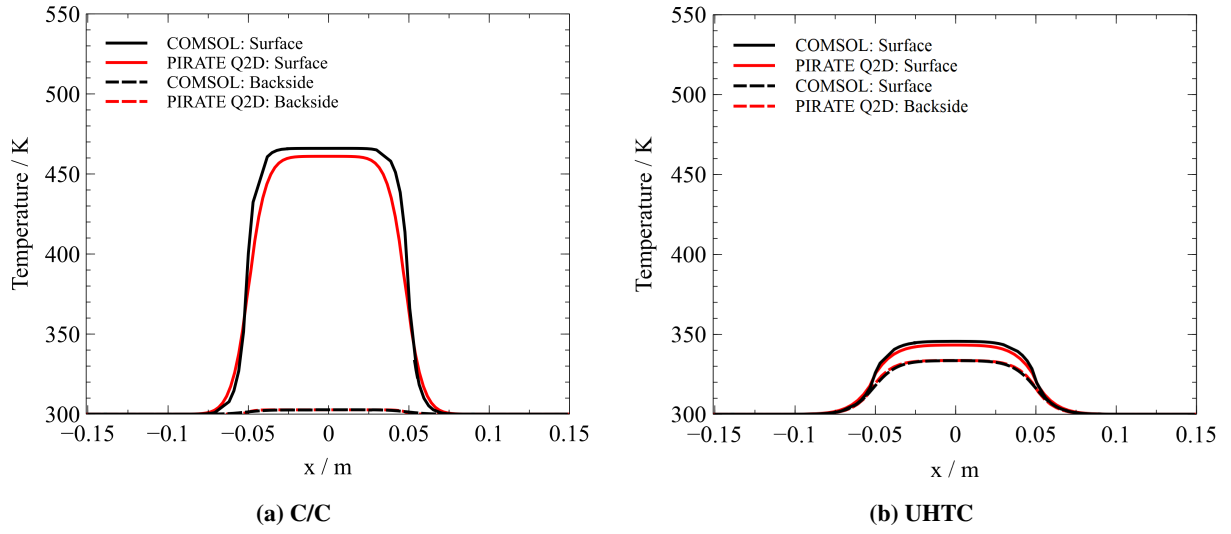 550
500
450
400
350
300
Temperature / K
COMSOL: Surface
PIRATE Q2D: Surface
COMSOL: Backside
PIRATE Q2D: Backside
−0.15 −0.1 −0.05 0 0.05 0.1 0.15
x / m
(a) C/C
550
500
450
400
350
300
Temperature / K
COMSOL: Surface
PIRATE Q2D: Surface
COMSOL: Surface
PIRATE Q2D: Backside
−0.15 −0.1 −0.05 0 0.05 0.1 0.15
x / m
(b) UHTC